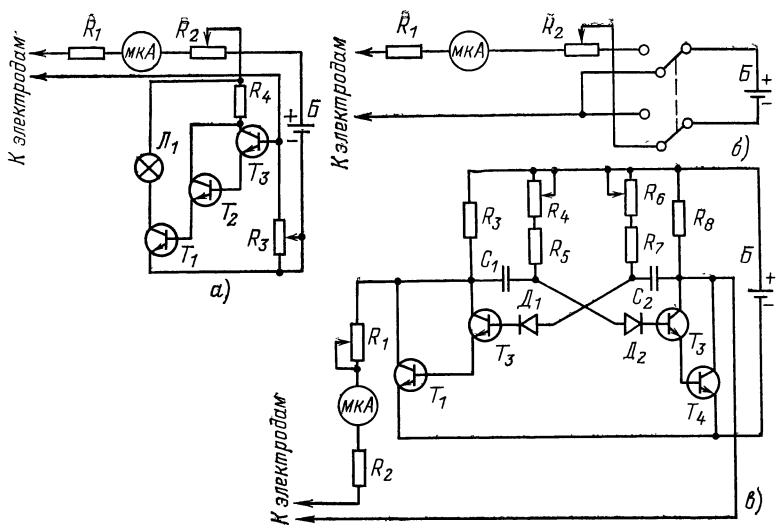 R1
мкА
R2
R4
Б
+
−
К электродам
Л1
T3
T2
T1
R3
а)
R1
мкА
R2
К электродам
Б
+
−
б)
R3
R4
R5
R6
R7
R8
C1
C2
Б
+
−
Д1
Д2
T3
T3
R1
T1
T4
мкА
R2
К электродам
в)